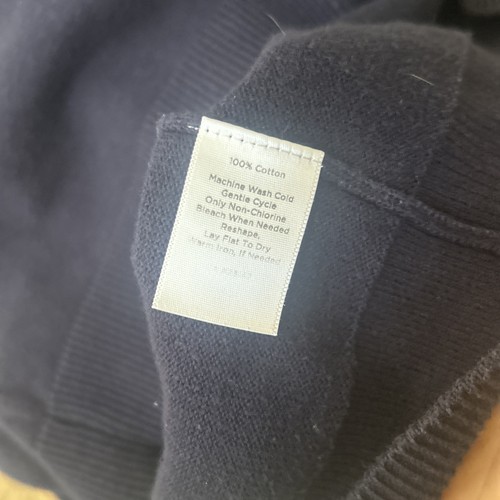 100% Cotton
Machine Wash Cold
Gentle Cycle
Only Non-Chlorine
Bleach When Needed
Reshape,
Lay Flat To Dry
Warm Iron, If Needed